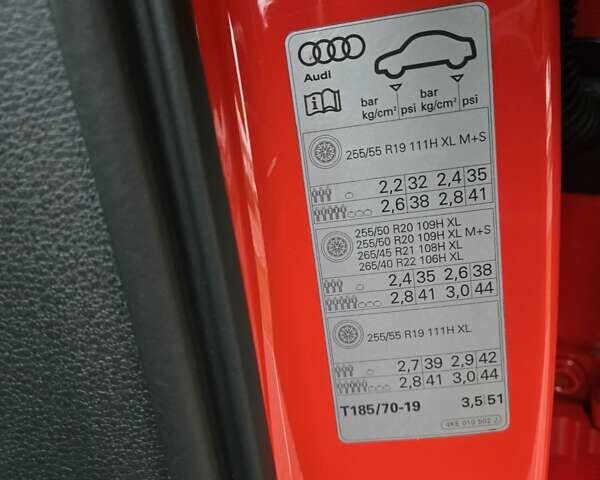 Audi
bar bar
kg/cm² psi kg/cm² psi
255/55 R19 111H XL M+S
2,2 32 2,4 35
2,6 38 2,8 41
255/50 R20 109H XL
255/50 R20 109H XL M+S
265/45 R21 108H XL
265/40 R22 106H XL
2,4 35 2,6 38
2,8 41 3,0 44
255/55 R19 111H XL
2,7 39 2,9 42
2,8 41 3,0 44
T185/70-19 3,5 51
4KE 010 502 J